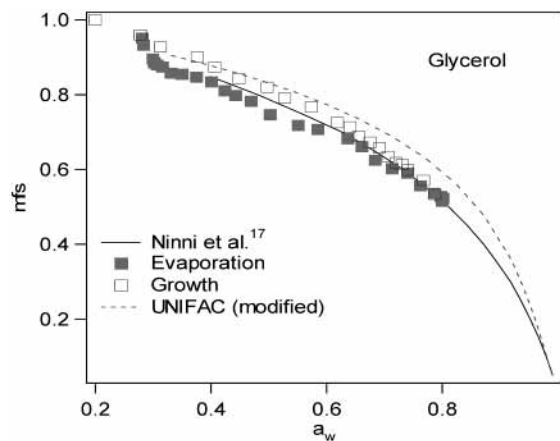 1.0
0.8
0.6
0.4
0.2
mfs
Glycerol
Ninni et al.17
Evaporation
Growth
UNIFAC (modified)
0.2 0.4 0.6 0.8
aw